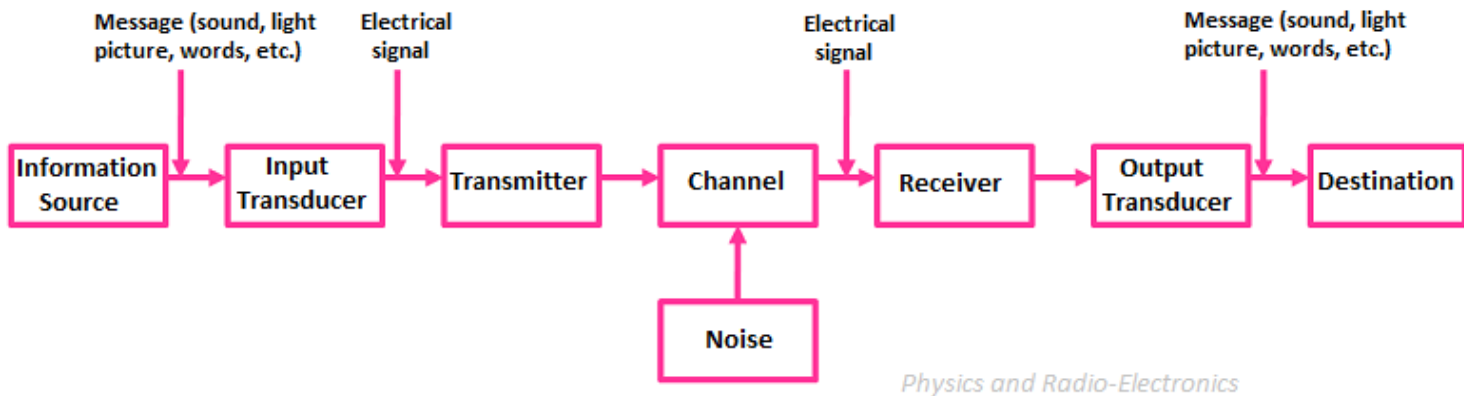 Message (sound, light
picture, words, etc.)
Electrical
signal
Electrical
signal
Message (sound, light
picture, words, etc.)
Information
Source
Input
Transducer
Transmitter
Channel
Receiver
Output
Transducer
Destination
Noise
Physics and Radio-Electronics